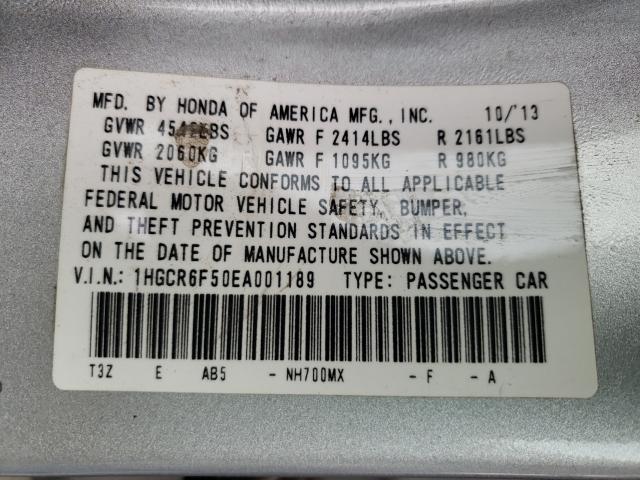 MFD. BY HONDA OF AMERICA MFG., INC. 10/'13
GVWR 4542LBS GAWR F 2414LBS R 2161LBS
GVWR 2060KG GAWR F 1095KG R 980KG
THIS VEHICLE CONFORMS TO ALL APPLICABLE
FEDERAL MOTOR VEHICLE SAFETY, BUMPER,
AND THEFT PREVENTION STANDARDS IN EFFECT
ON THE DATE OF MANUFACTURE SHOWN ABOVE.
V.I.N.: 1HGCR6F50EA001189 TYPE: PASSENGER CAR
T3Z E AB5 - NH700MX - F - A